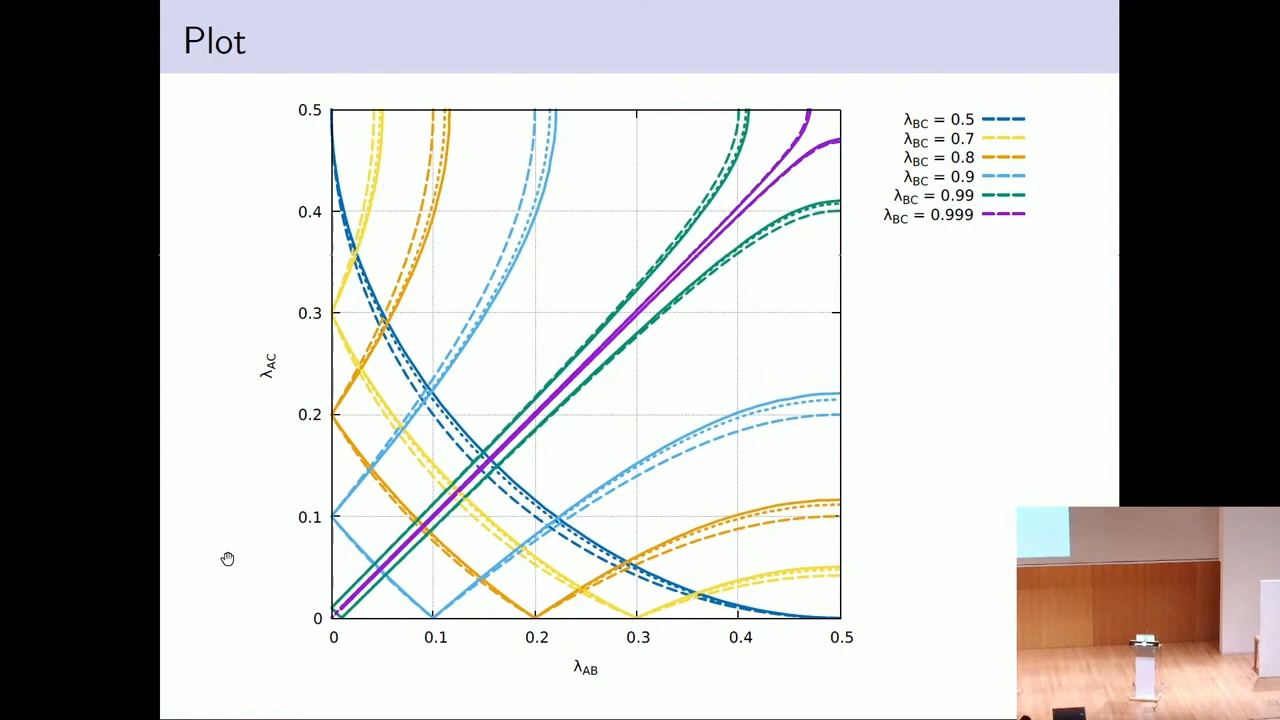 Plot
0.5
0.4
0.3
0.2
0.1
0
λAC
0 0.1 0.2 0.3 0.4 0.5
λAB
λBC = 0.5
λBC = 0.7
λBC = 0.8
λBC = 0.9
λBC = 0.99
λBC = 0.999